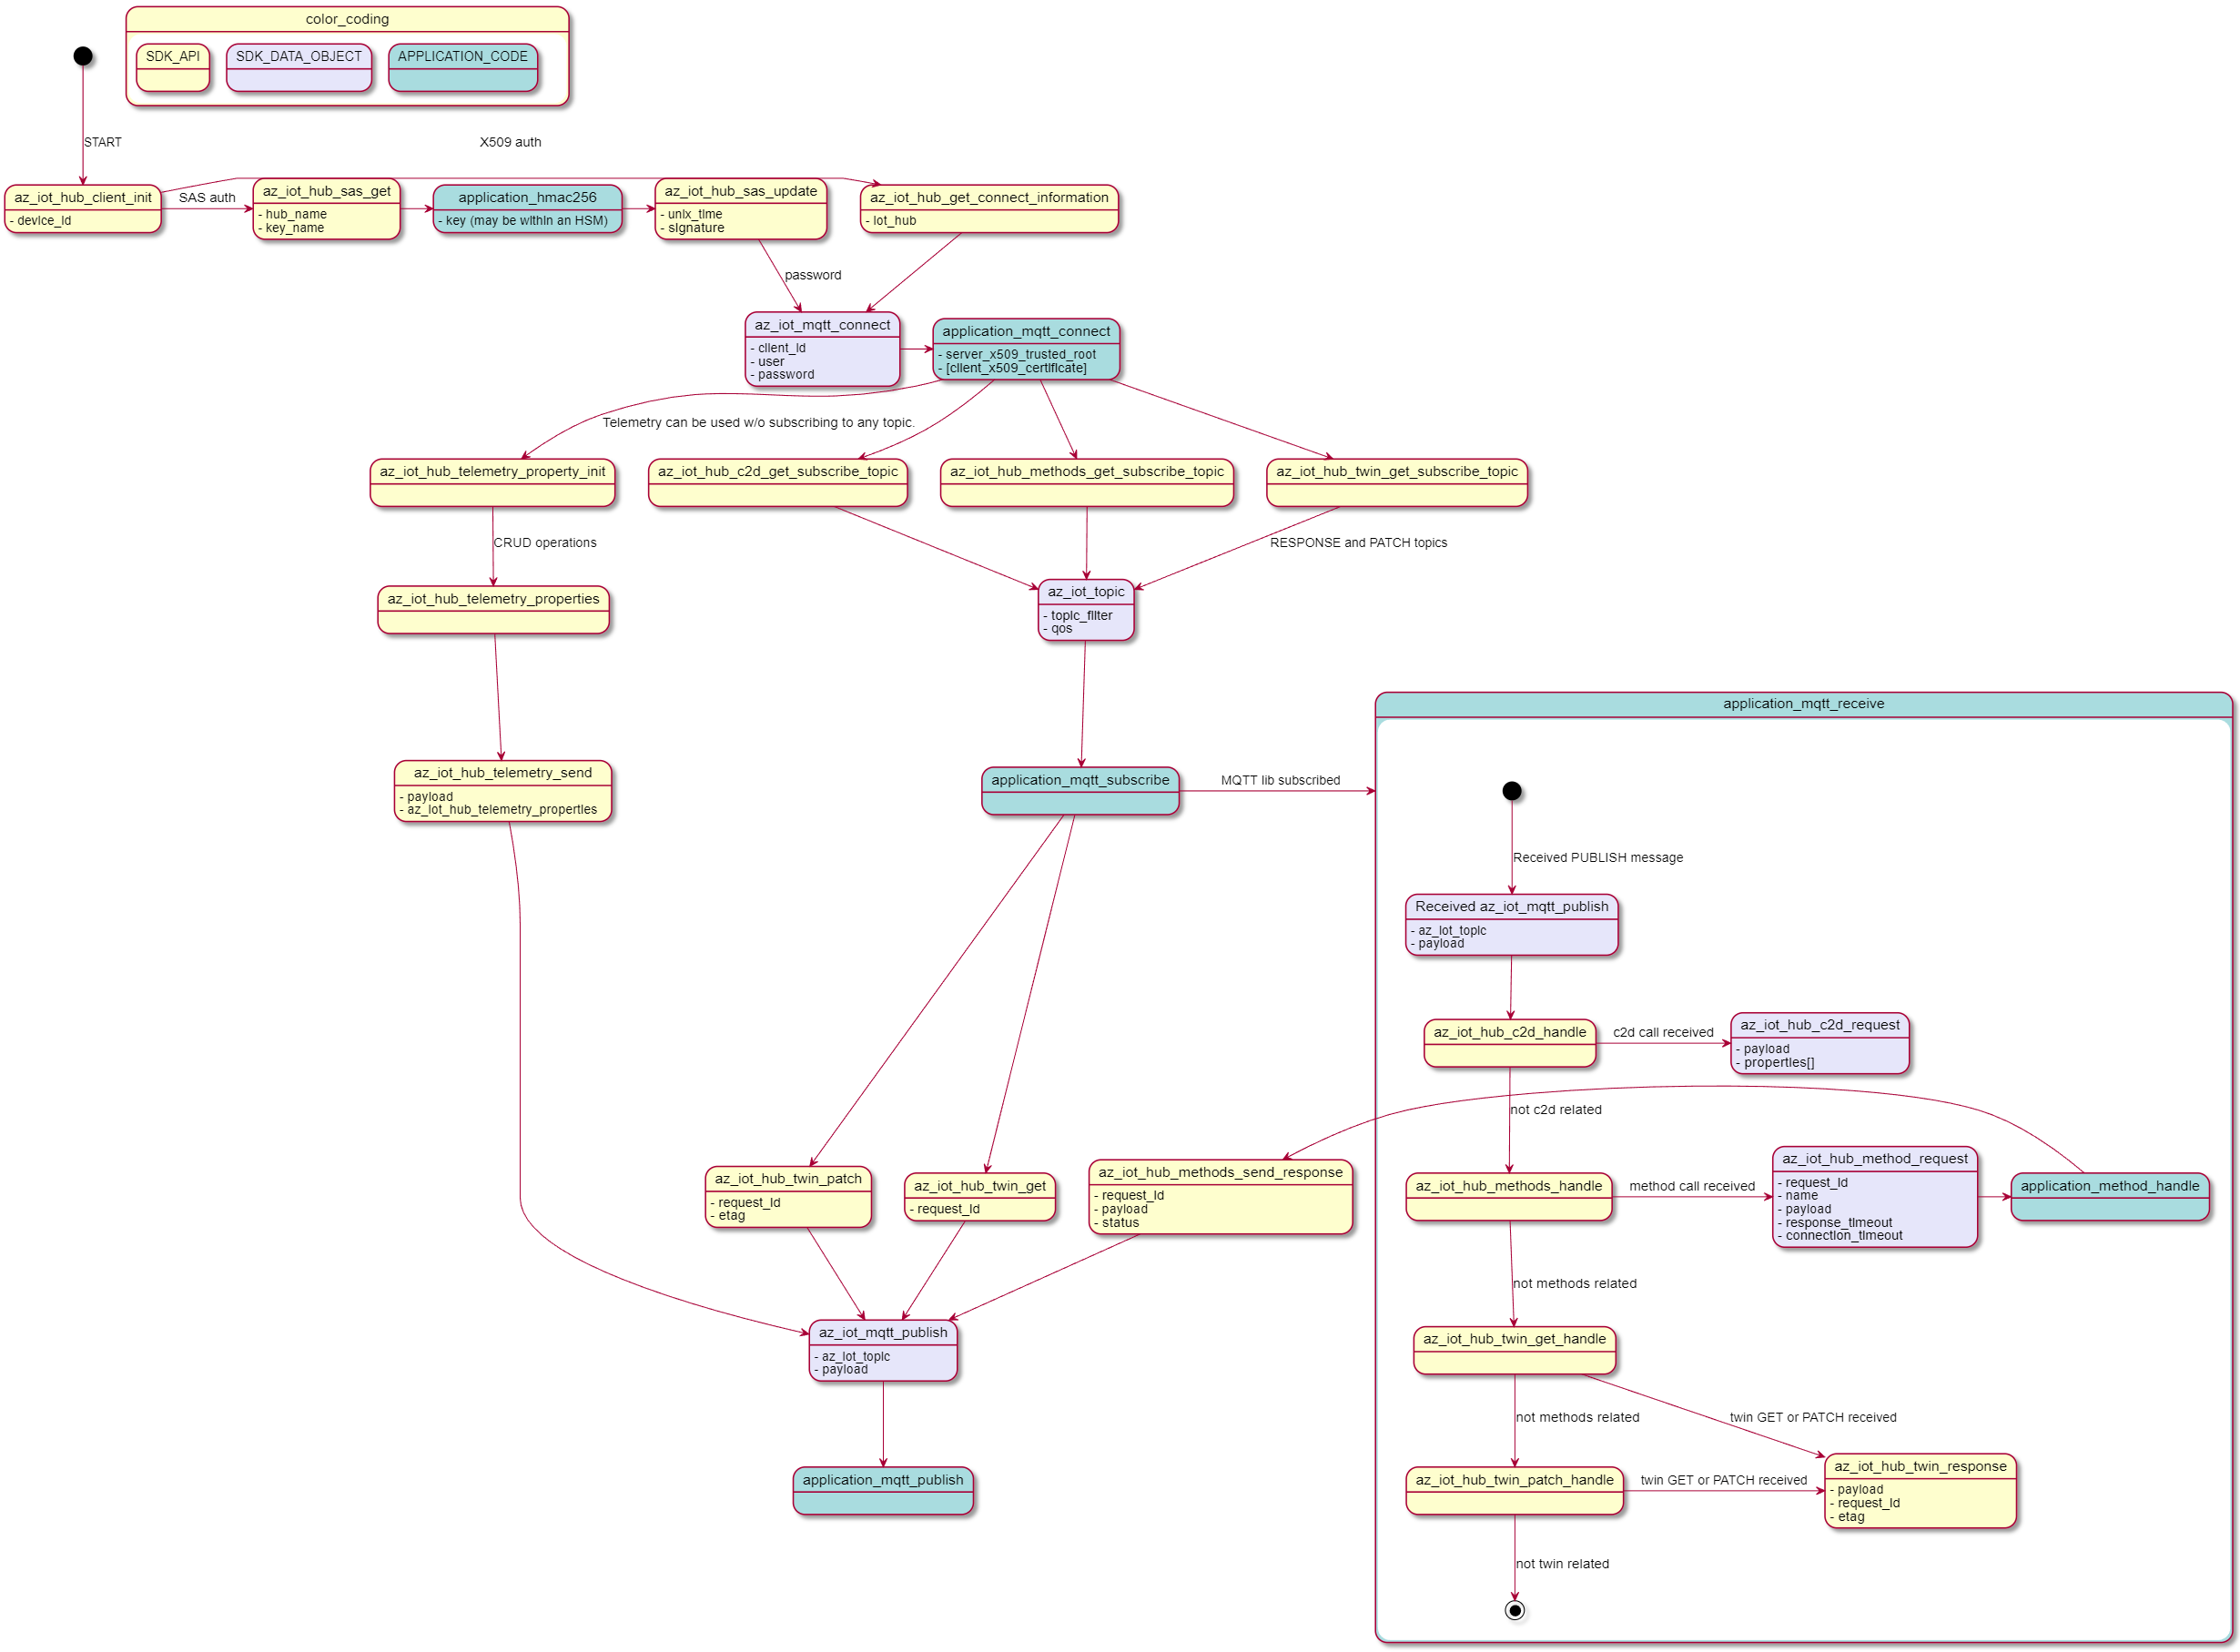 color_coding
SDK_API
SDK_DATA_OBJECT
APPLICATION_CODE
START
X509 auth
az_iot_hub_client_init
- device_id
SAS auth
az_iot_hub_sas_get
- hub_name
- key_name
application_hmac256
- key (may be within an HSM)
az_iot_hub_sas_update
- unix_time
- signature
az_iot_hub_get_connect_information
- iot_hub
password
az_iot_mqtt_connect
- client_id
- user
- password
application_mqtt_connect
- server_x509_trusted_root
- [client_x509_certificate]
Telemetry can be used w/o subscribing to any topic.
az_iot_hub_telemetry_property_init
az_iot_hub_c2d_get_subscribe_topic
az_iot_hub_methods_get_subscribe_topic
az_iot_hub_twin_get_subscribe_topic
CRUD operations
RESPONSE and PATCH topics
az_iot_hub_telemetry_properties
az_iot_topic
- topic_filter
- qos
az_iot_hub_telemetry_send
- payload
- az_iot_hub_telemetry_properties
application_mqtt_subscribe
MQTT lib subscribed
application_mqtt_receive
Received PUBLISH message
Received az_iot_mqtt_publish
- az_iot_topic
- payload
az_iot_hub_c2d_handle
c2d call received
az_iot_hub_c2d_request
- payload
- properties[]
not c2d related
az_iot_hub_twin_patch
- request_id
- etag
az_iot_hub_twin_get
- request_id
az_iot_hub_methods_send_response
- request_id
- payload
- status
az_iot_hub_methods_handle
method call received
az_iot_hub_method_request
- request_id
- name
- payload
- response_timeout
- connection_timeout
application_method_handle
not methods related
az_iot_mqtt_publish
- az_iot_topic
- payload
az_iot_hub_twin_get_handle
not methods related
twin GET or PATCH received
application_mqtt_publish
az_iot_hub_twin_patch_handle
twin GET or PATCH received
az_iot_hub_twin_response
- payload
- request_id
- etag
not twin related